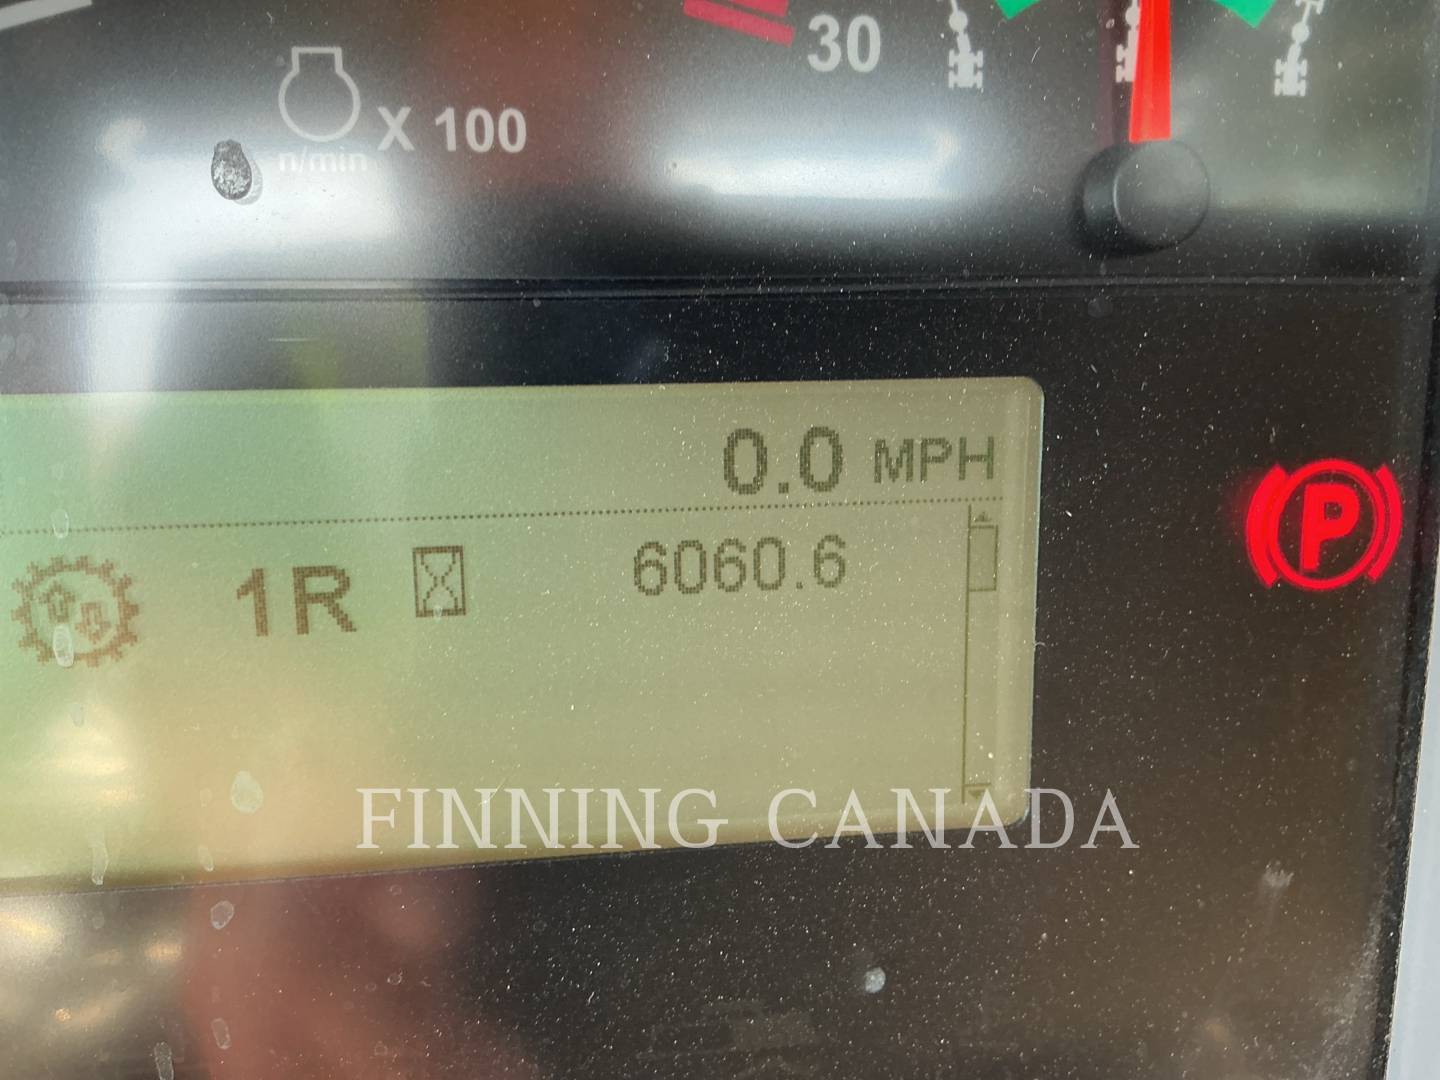 30
X 100
n/min
0.0 MPH
1R 6060.6
P
FINNING CANADA